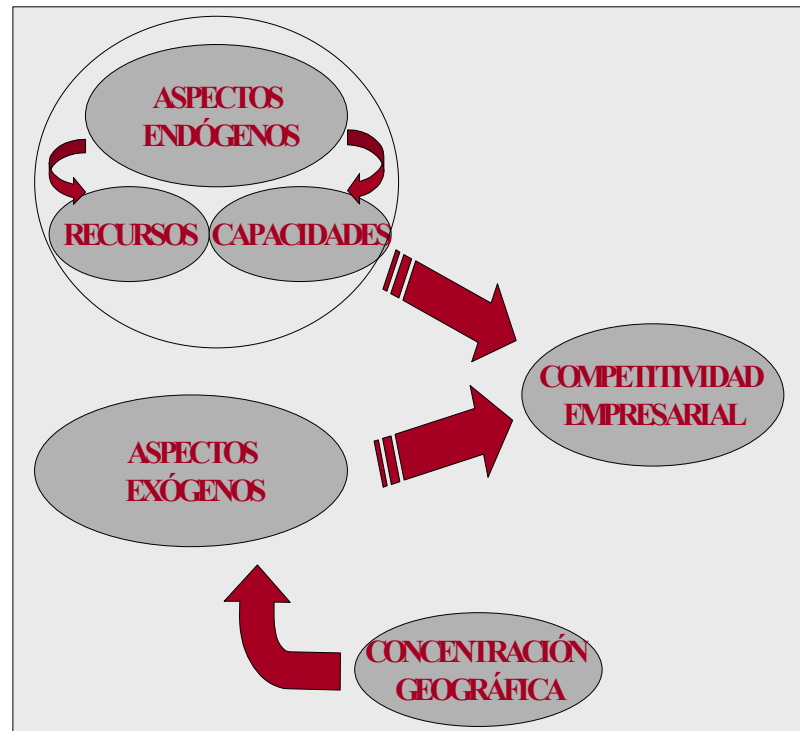 ASPECTOS
ENDÓGENOS
RECURSOS
CAPACIDADES
COMPETITIVIDAD
EMPRESARIAL
ASPECTOS
EXÓGENOS
CONCENTRACIÓN
GEOGRÁFICA